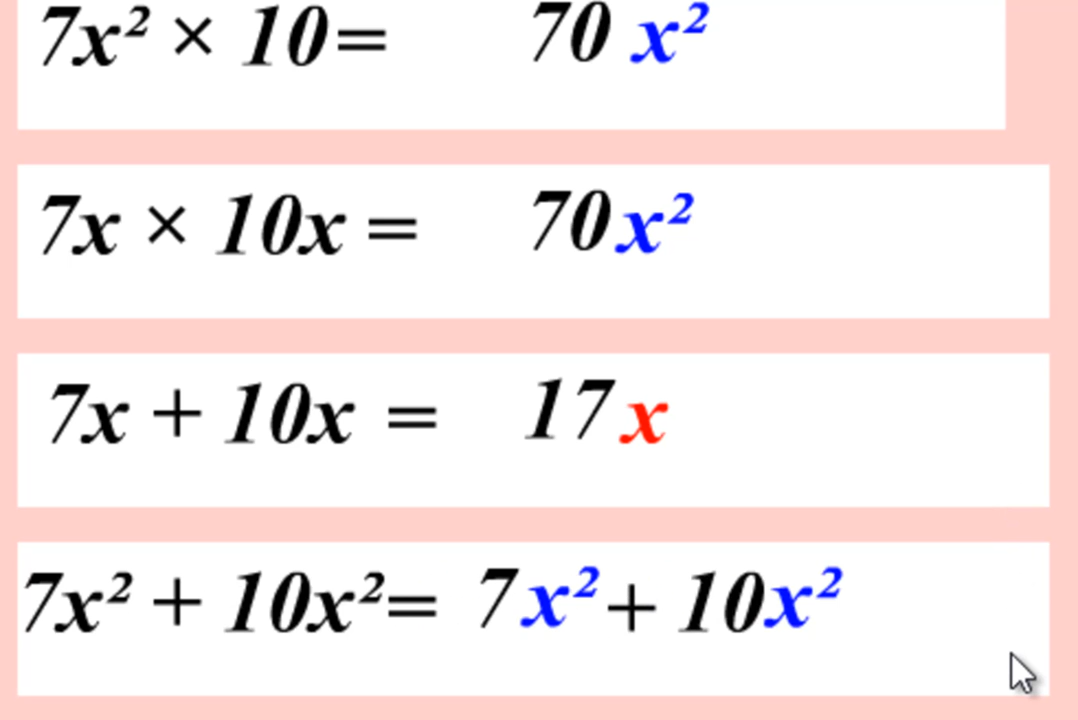 7x² × 10= 70 x²
7x × 10x = 70x²
7x + 10x = 17x
7x² + 10x²= 7x²+ 10x²